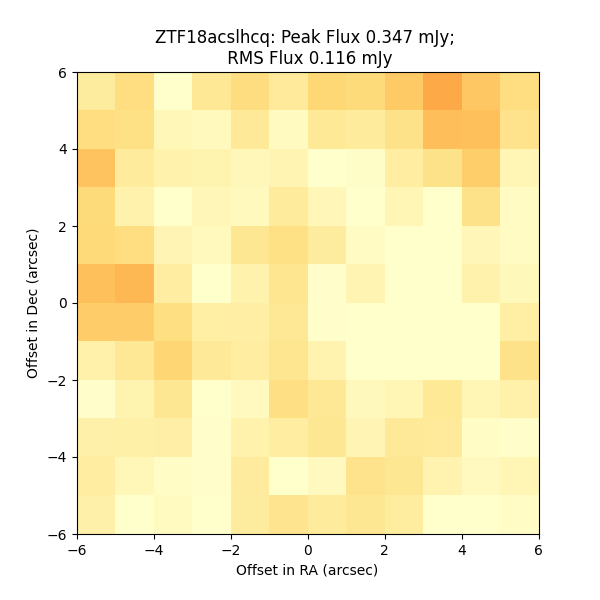 ZTF18acslhcq: Peak Flux 0.347 mJy;
RMS Flux 0.116 mJy
6
4
2
0
−2
−4
−6
Offset in Dec (arcsec)
−6 −4 −2 0 2 4 6
Offset in RA (arcsec)